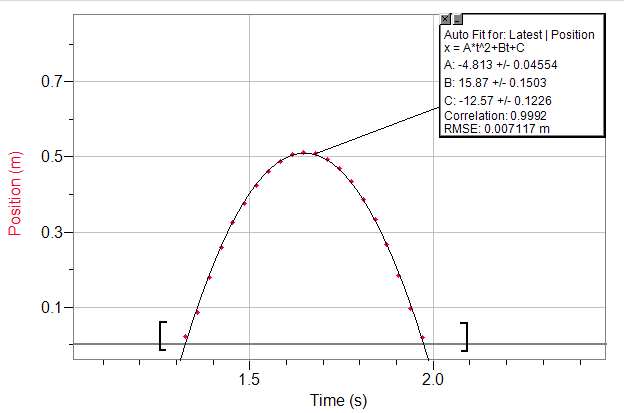 Auto Fit for: Latest | Position
x = A*t^2+Bt+C
A: -4.813 +/- 0.04554
B: 15.87 +/- 0.1503
C: -12.57 +/- 0.1226
Correlation: 0.9992
RMSE: 0.007117 m
0.7
0.5
0.3
0.1
Position (m)
1.5 2.0
Time (s)